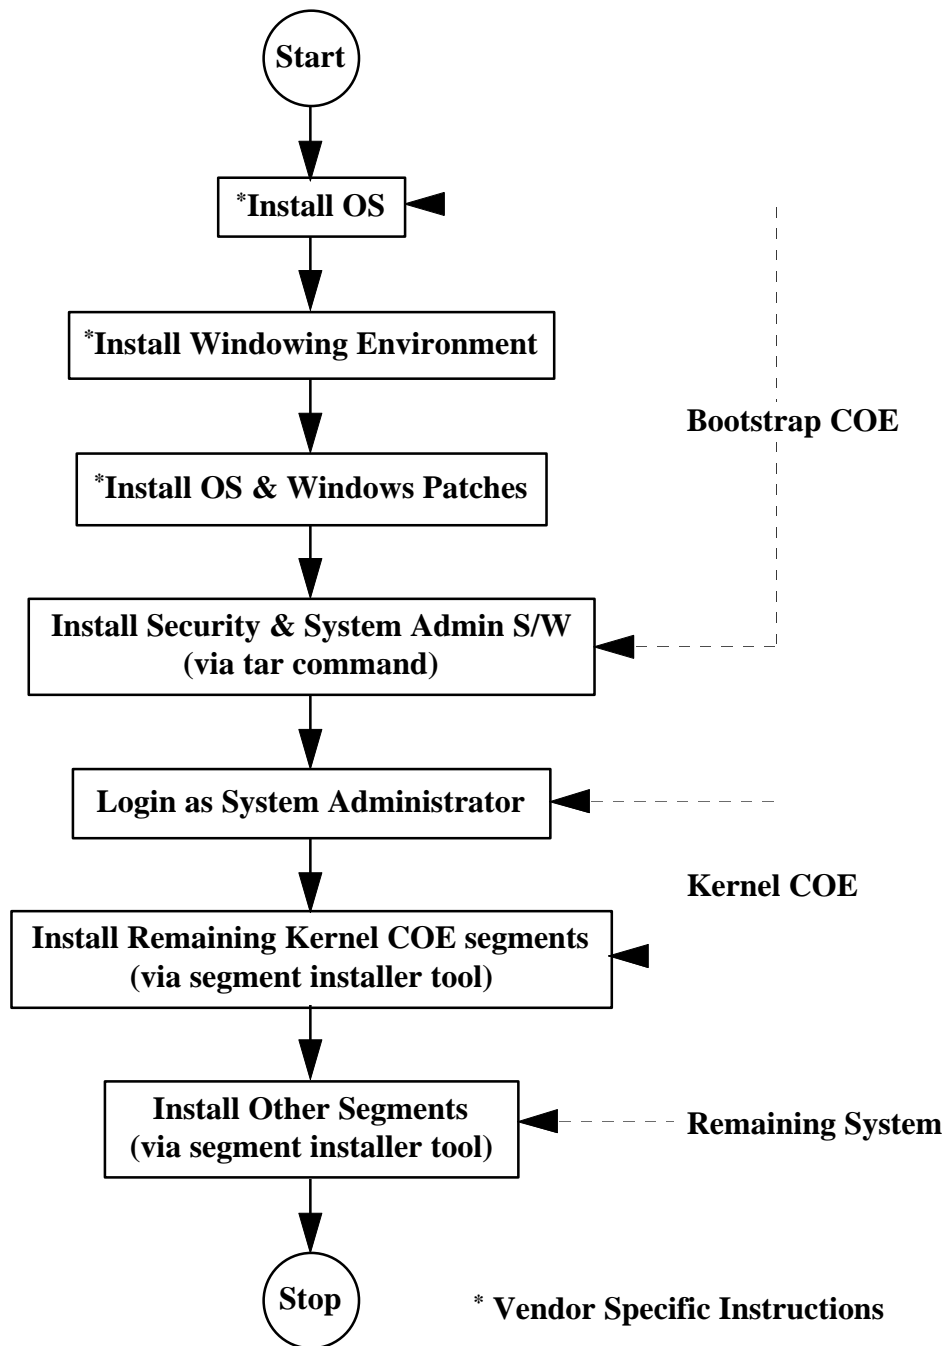 Start
*Install OS
*Install Windowing Environment
Bootstrap COE
*Install OS & Windows Patches
Install Security & System Admin S/W
(via tar command)
Login as System Administrator
Kernel COE
Install Remaining Kernel COE segments
(via segment installer tool)
Install Other Segments
(via segment installer tool)
Remaining System
Stop
* Vendor Specific Instructions